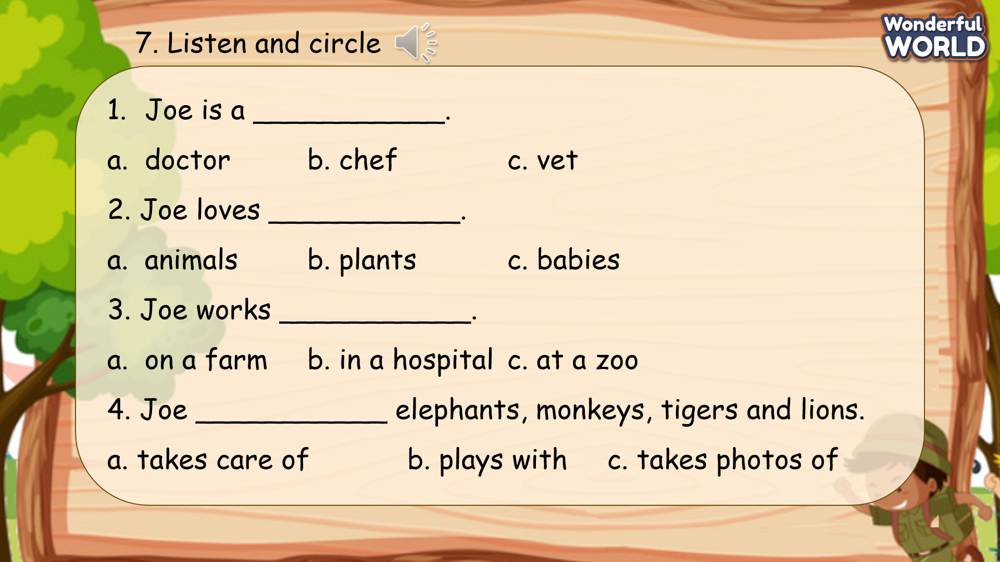 Wonderful
WORLD
7. Listen and circle
1. Joe is a ____________.
a. doctor b. chef c. vet
2. Joe loves ____________.
a. animals b. plants c. babies
3. Joe works ____________.
a. on a farm b. in a hospital c. at a zoo
4. Joe ____________ elephants, monkeys, tigers and lions.
a. takes care of b. plays with c. takes photos of